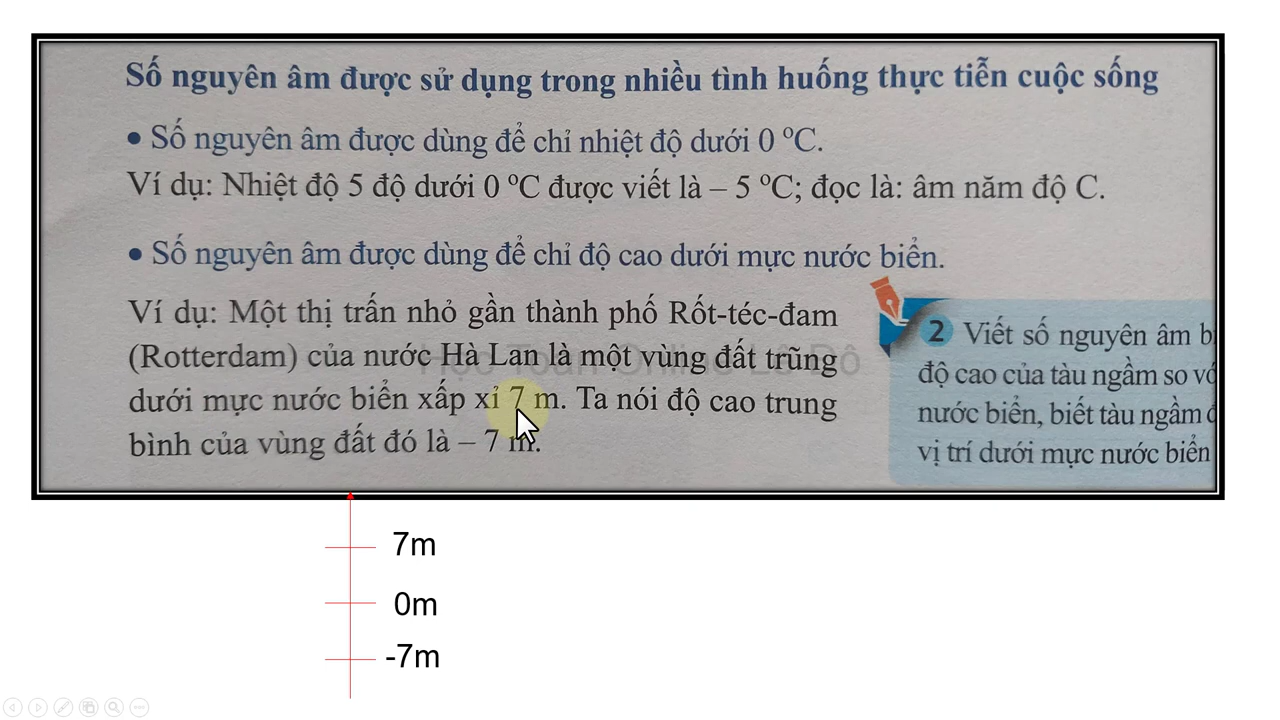 Số nguyên âm được sử dụng trong nhiều tình huống thực tiễn cuộc sống
• Số nguyên âm được dùng để chỉ nhiệt độ dưới 0 °C.
Ví dụ: Nhiệt độ 5 độ dưới 0 °C được viết là – 5 °C; đọc là: âm năm độ C.
• Số nguyên âm được dùng để chỉ độ cao dưới mực nước biển.
Ví dụ: Một thị trấn nhỏ gần thành phố Rốt-téc-đam
(Rotterdam) của nước Hà Lan là một vùng đất trũng
dưới mực nước biển xấp xỉ 7 m. Ta nói độ cao trung
bình của vùng đất đó là – 7 m.
2 Viết số nguyên âm
độ cao của tàu ngầm so
nước biển, biết tàu ngầm
vị trí dưới mực nước biển
Học Toán Online Lê Đô
7m
0m
-7m